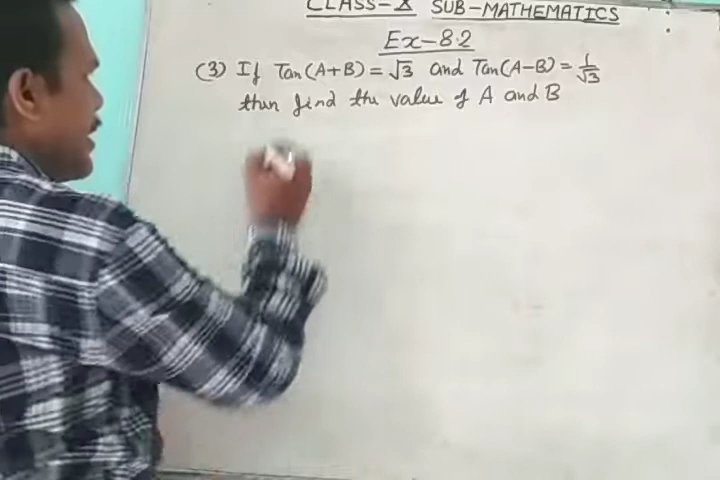 CLASS-X SUB-MATHEMATICS
Ex-8.2
(3) If Tan(A+B) = √3 and Tan(A-B) = 1/√3
then find the value of A and B